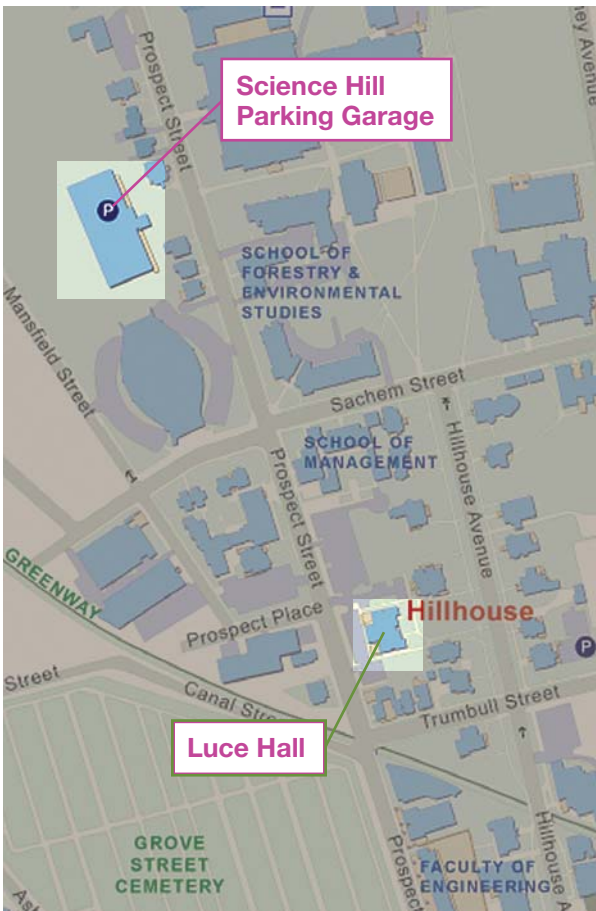 Prospect Street
Science Hill
Parking Garage
P
SCHOOL OF
FORESTRY &
ENVIRONMENTAL
STUDIES
Mansfield Street
Sachem Street
SCHOOL OF
MANAGEMENT
Hillhouse Avenue
Prospect Street
GREENWAY
Prospect Place
Hillhouse
P
Street
Canal Stre
Trumbull Street
Luce Hall
GROVE
STREET
CEMETERY
FACULTY OF
ENGINEERING
Prospect
Hillhouse A